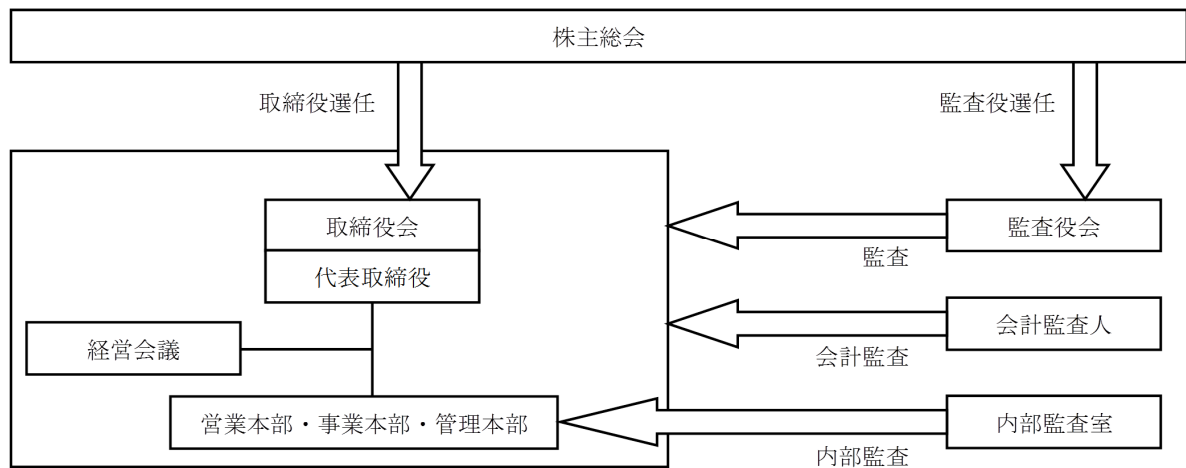 株主総会
取締役選任
監査役選任
取締役会
監査役会
監査
代表取締役
会計監査人
経営会議
会計監査
営業本部・事業本部・管理本部
内部監査室
内部監査